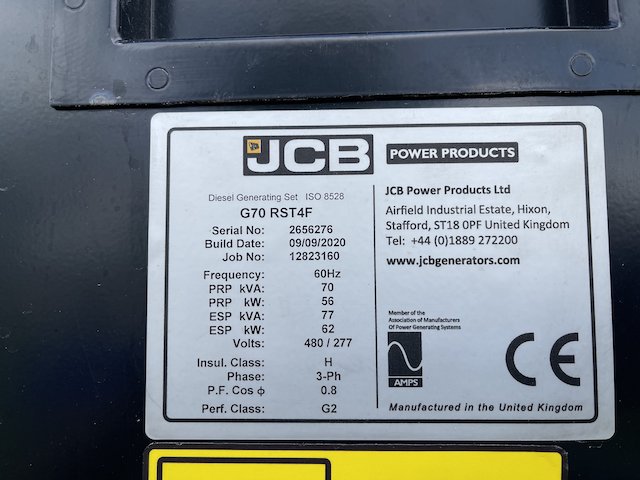 JCB
POWER PRODUCTS
Diesel Generating Set ISO 8528
G70 RST4F
Serial No: 2656276
Build Date: 09/09/2020
Job No: 12823160
Frequency: 60Hz
PRP kVA: 70
PRP kW: 56
ESP kVA: 77
ESP kW: 62
Volts: 480 / 277
Insul. Class: H
Phase: 3-Ph
P.F. Cos ϕ 0.8
Perf. Class: G2
JCB Power Products Ltd
Airfield Industrial Estate, Hixon,
Stafford, ST18 0PF United Kingdom
Tel: +44 (0)1889 272200
www.jcbgenerators.com
Member of the
Association of Manufacturers
Of Power Generating Systems
AMPS
CE
Manufactured in the United Kingdom